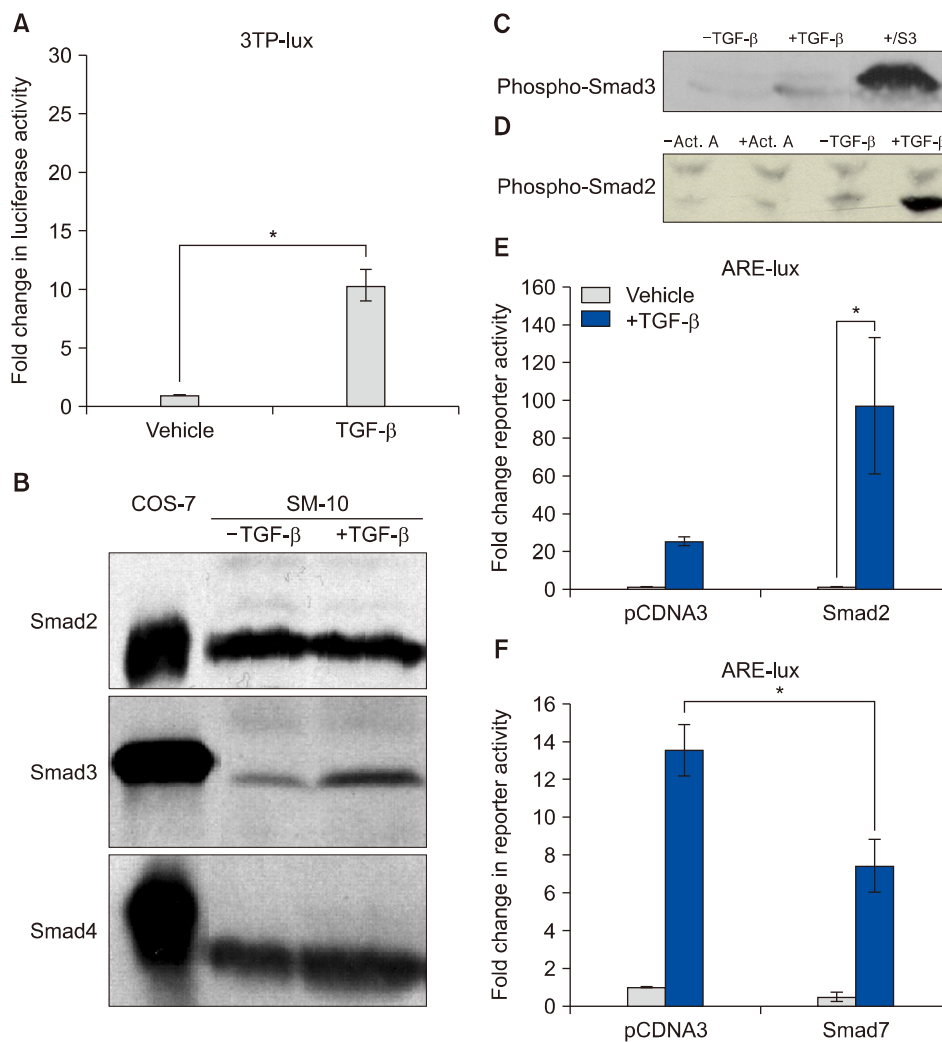 A
3TP-lux
Fold change in luciferase activity
30
25
20
15
10
5
0
*
Vehicle
TGF-β
B
COS-7
SM-10
−TGF-β
+TGF-β
Smad2
Smad3
Smad4
C
−TGF-β
+TGF-β
+/S3
Phospho-Smad3
D
−Act. A
+Act. A
−TGF-β
+TGF-β
Phospho-Smad2
E
ARE-lux
Fold change reporter activity
160
140
120
100
80
60
40
20
0
Vehicle
+TGF-β
*
pCDNA3
Smad2
F
ARE-lux
Fold change in reporter activity
16
14
12
10
8
6
4
2
0
*
pCDNA3
Smad7